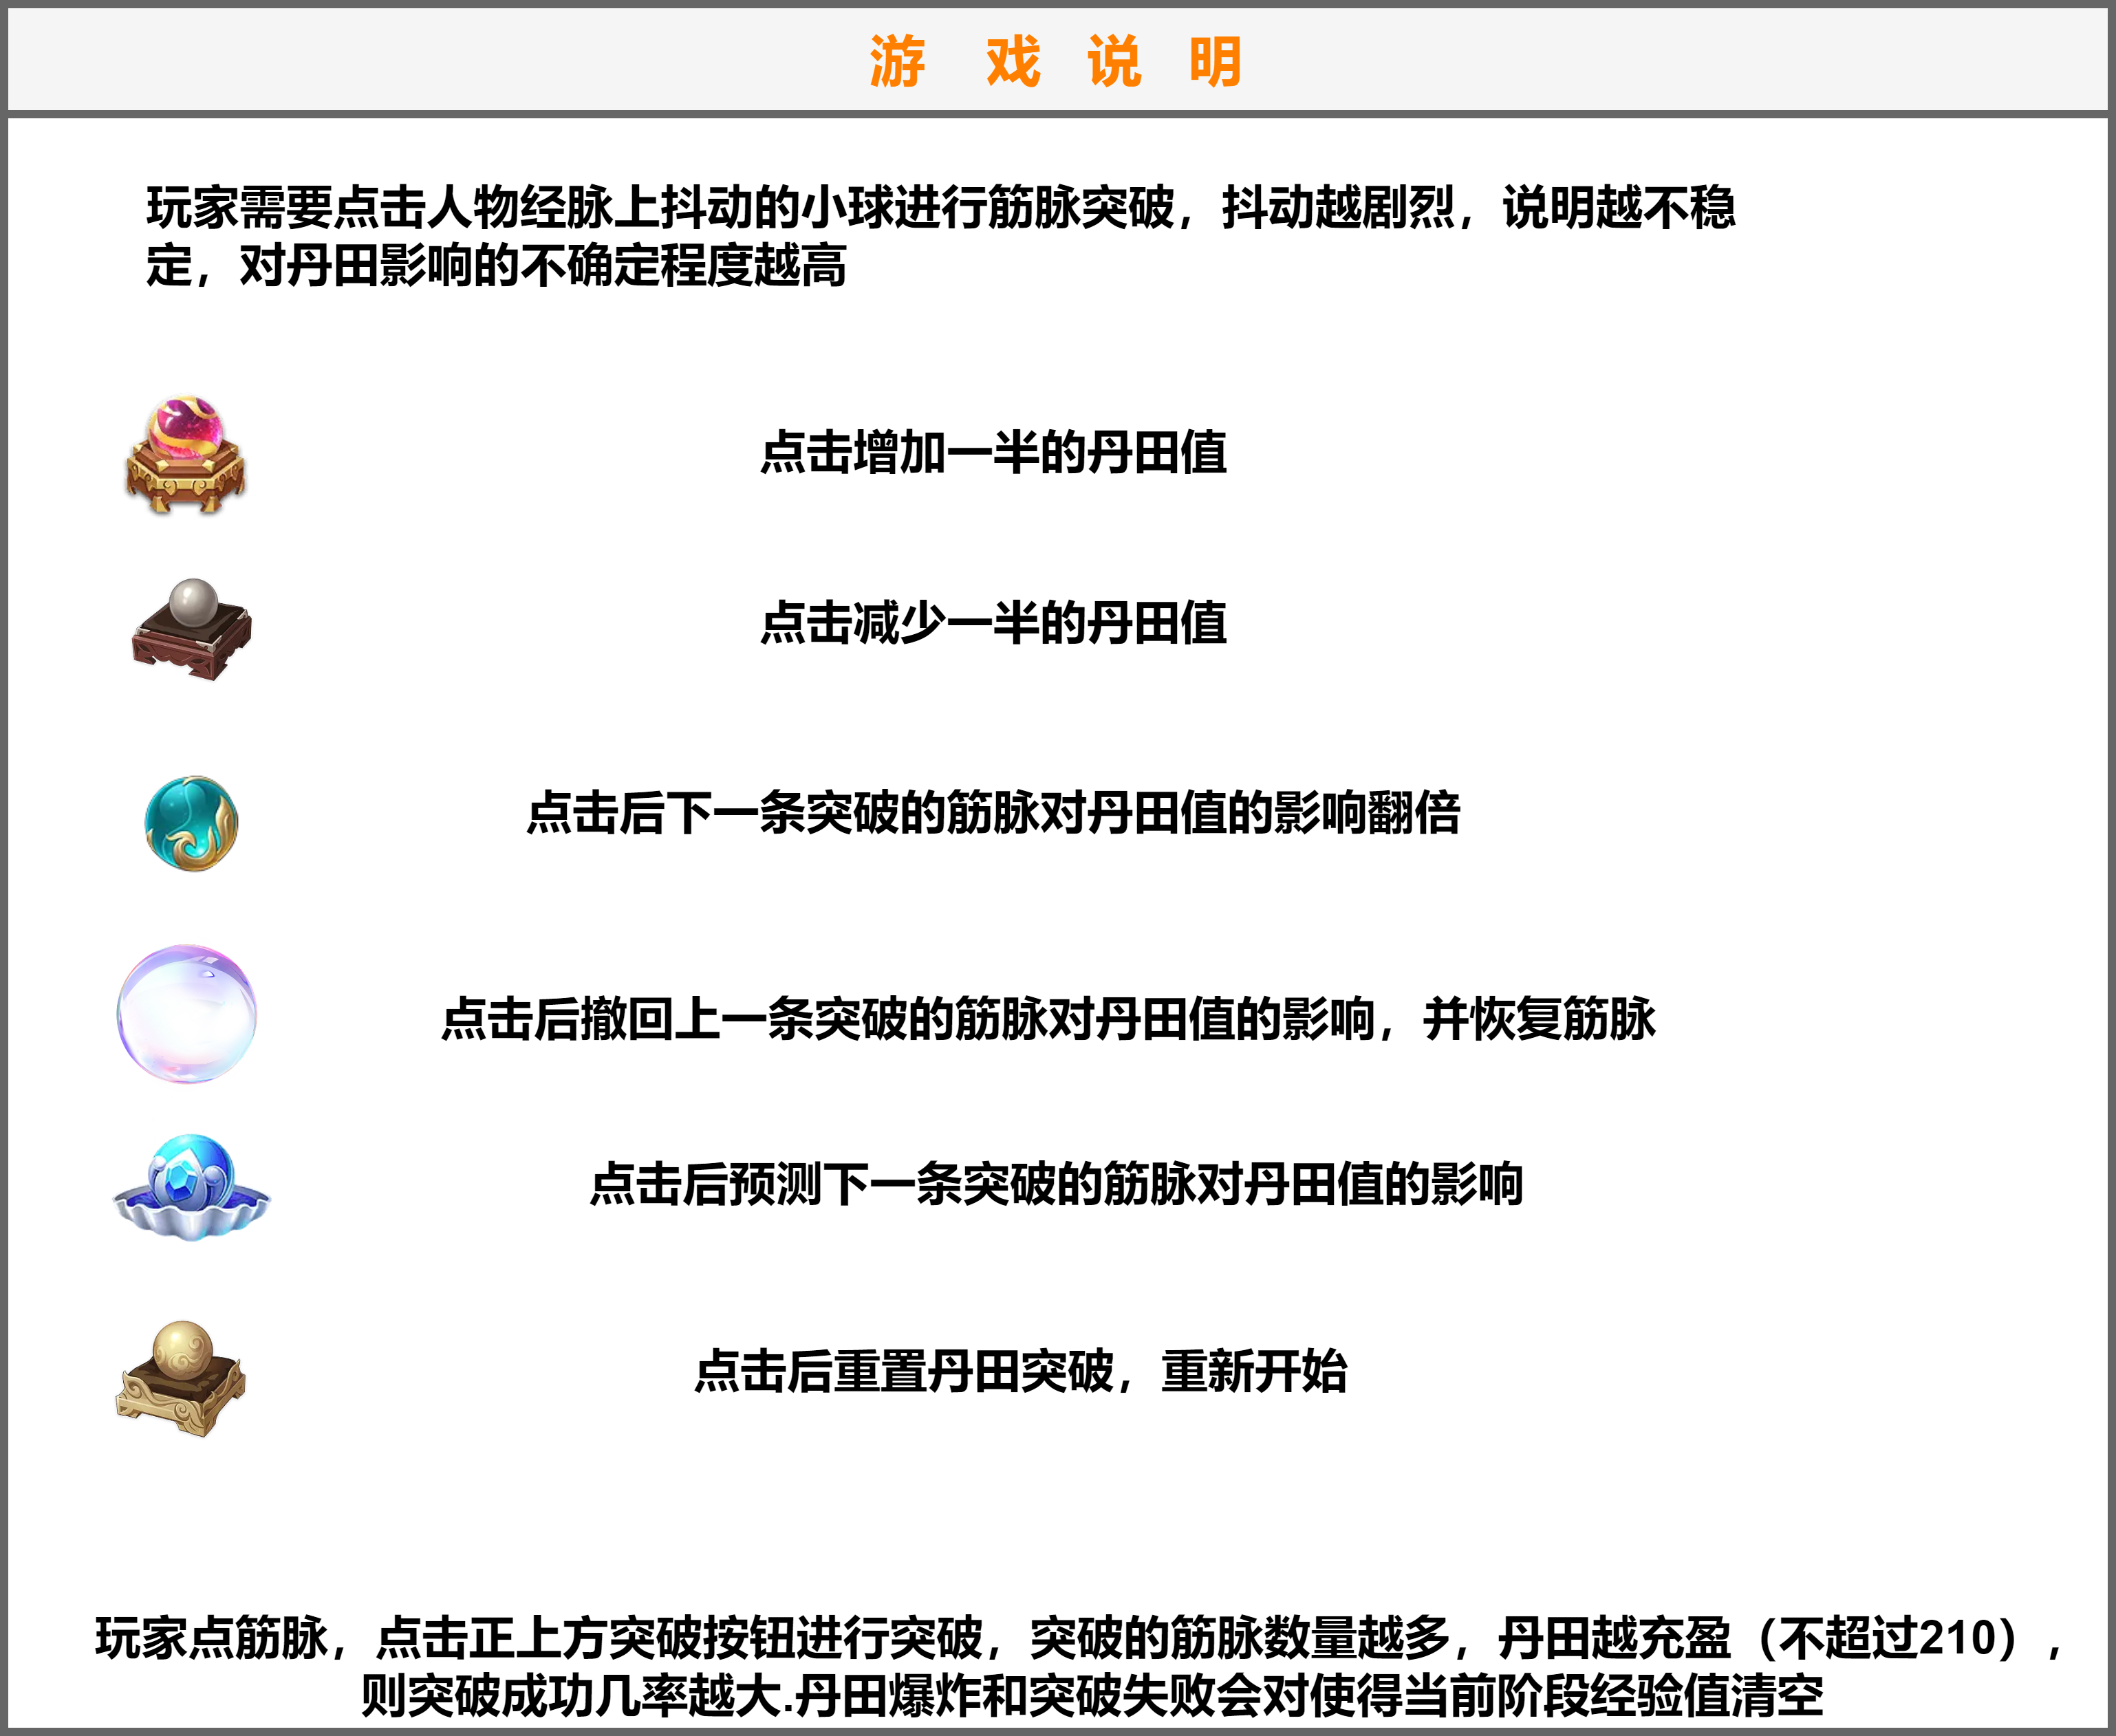 游 戏 说 明
玩家需要点击人物经脉上抖动的小球进行筋脉突破，抖动越剧烈，说明越不稳
定，对丹田影响的不确定程度越高
点击增加一半的丹田值
点击减少一半的丹田值
点击后下一条突破的筋脉对丹田值的影响翻倍
点击后撤回上一条突破的筋脉对丹田值的影响，并恢复筋脉
点击后预测下一条突破的筋脉对丹田值的影响
点击后重置丹田突破，重新开始
玩家点筋脉，点击正上方突破按钮进行突破，突破的筋脉数量越多，丹田越充盈（不超过210），
则突破成功几率越大.丹田爆炸和突破失败会对使得当前阶段经验值清空